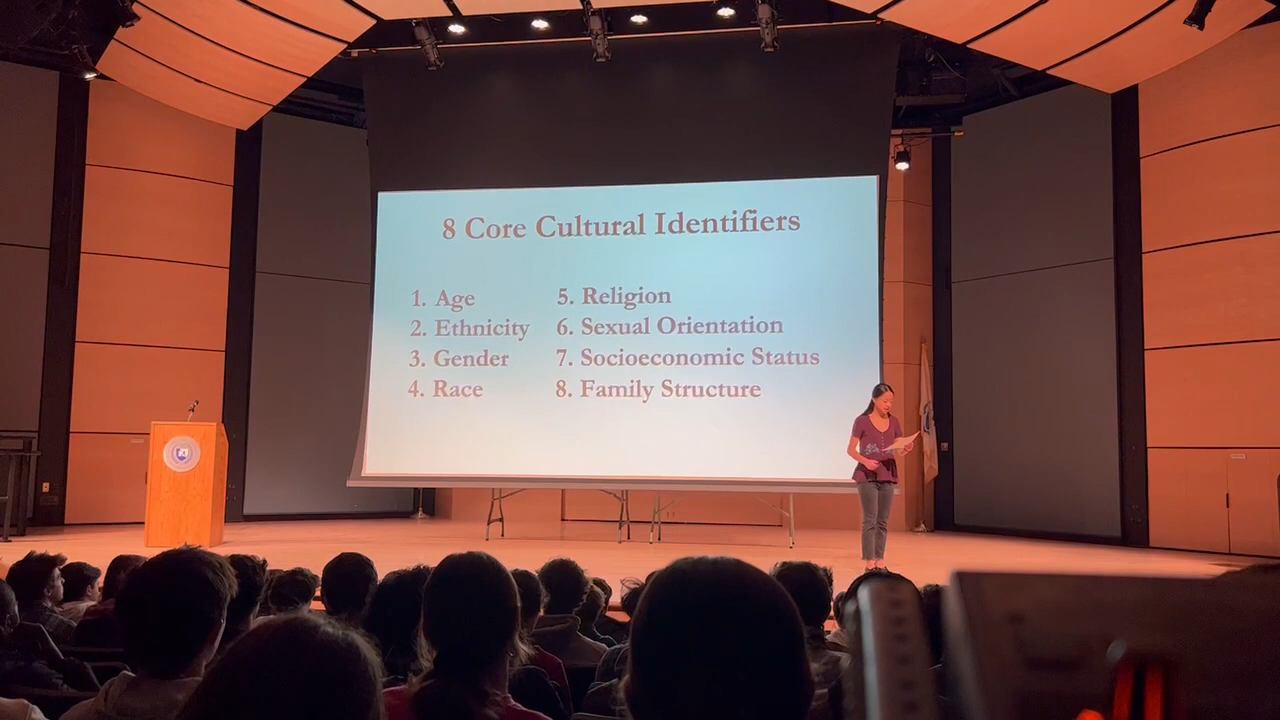 8 Core Cultural Identifiers
1. Age
2. Ethnicity
3. Gender
4. Race
5. Religion
6. Sexual Orientation
7. Socioeconomic Status
8. Family Structure